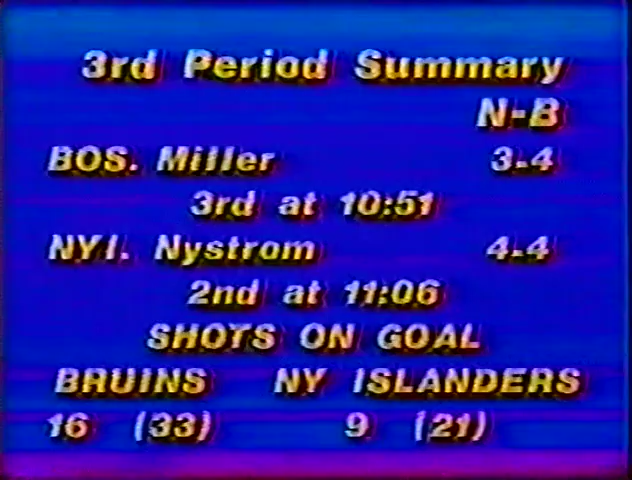 3rd Period Summary
N-B
BOS. Miller 3-4
3rd at 10:51
NYI. Nystrom 4-4
2nd at 11:06
SHOTS ON GOAL
BRUINS NY ISLANDERS
16 (33) 9 (21)